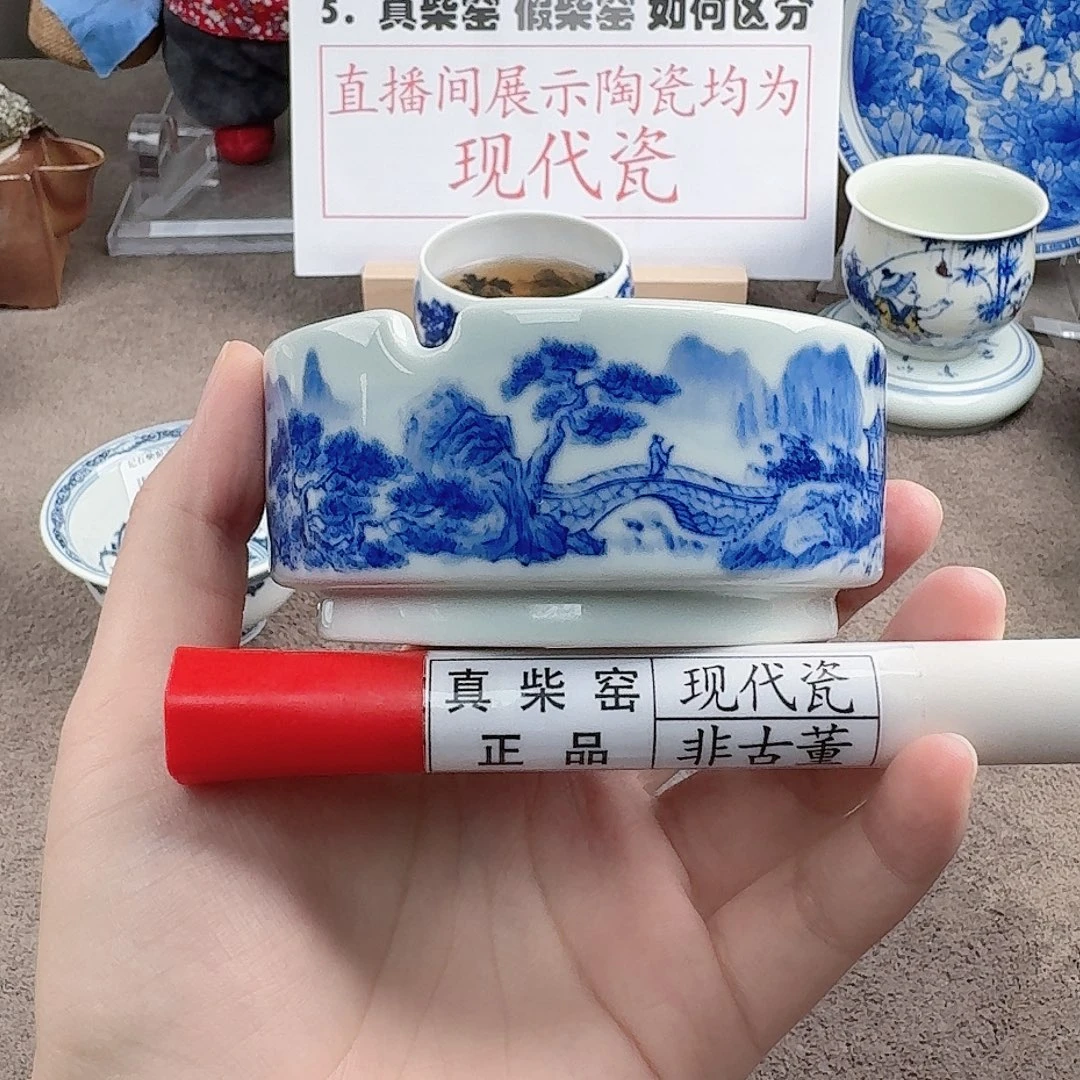 5. 真柴窑 假柴窑 如何区分
直播间展示陶瓷均为
现代瓷
真柴窑
正品
现代瓷
非古董